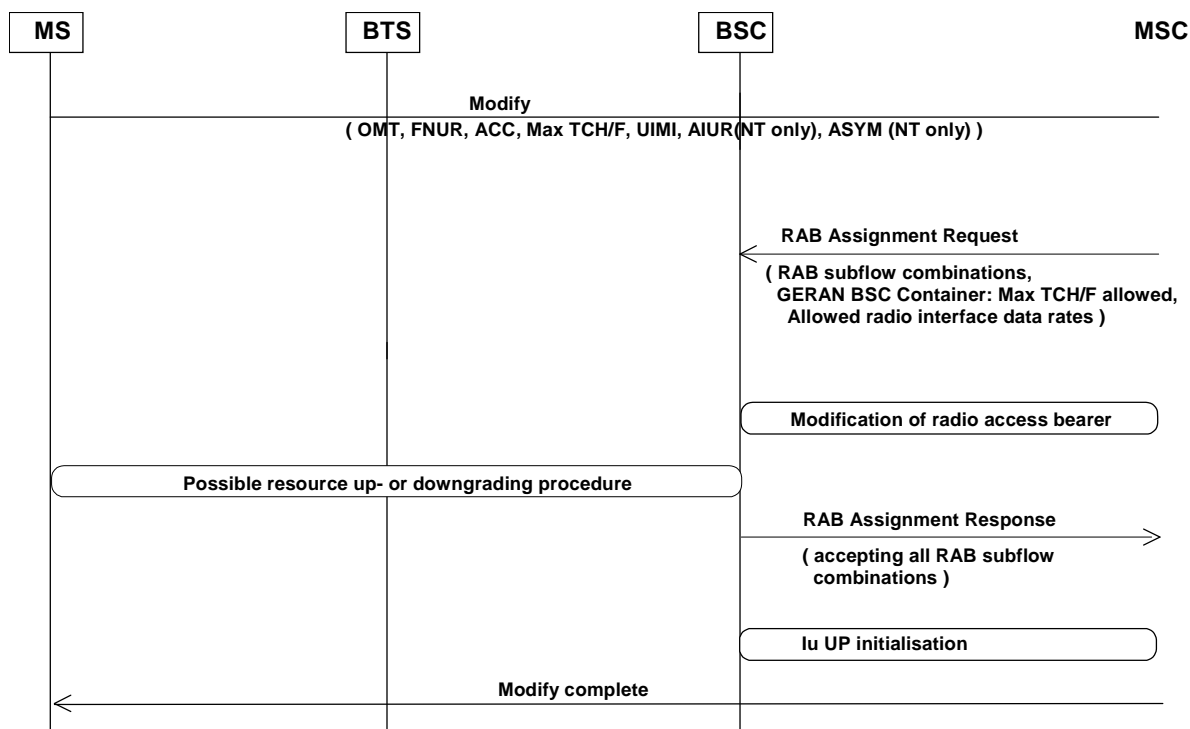 MS BTS BSC MSC
Modify
( OMT, FNUR, ACC, Max TCH/F, UIMI, AIUR(NT only), ASYM (NT only) )
RAB Assignment Request
( RAB subflow combinations,
GERAN BSC Container: Max TCH/F allowed,
Allowed radio interface data rates )
Modification of radio access bearer
Possible resource up- or downgrading procedure
RAB Assignment Response
( accepting all RAB subflow
combinations )
Iu UP initialisation
Modify complete